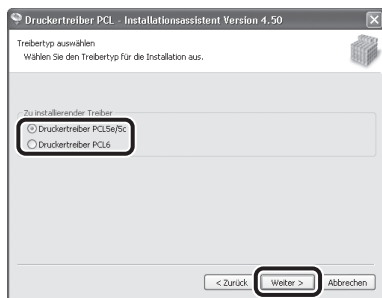 Druckertreiber PCL - Installationsassistent Version 4.50
Treibertyp auswählen
Wählen Sie den Treibertyp für die Installation aus.
Zu installierender Treiber
Druckertreiber PCL5e/5c
Druckertreiber PCL6
< Zurück Weiter > Abbrechen